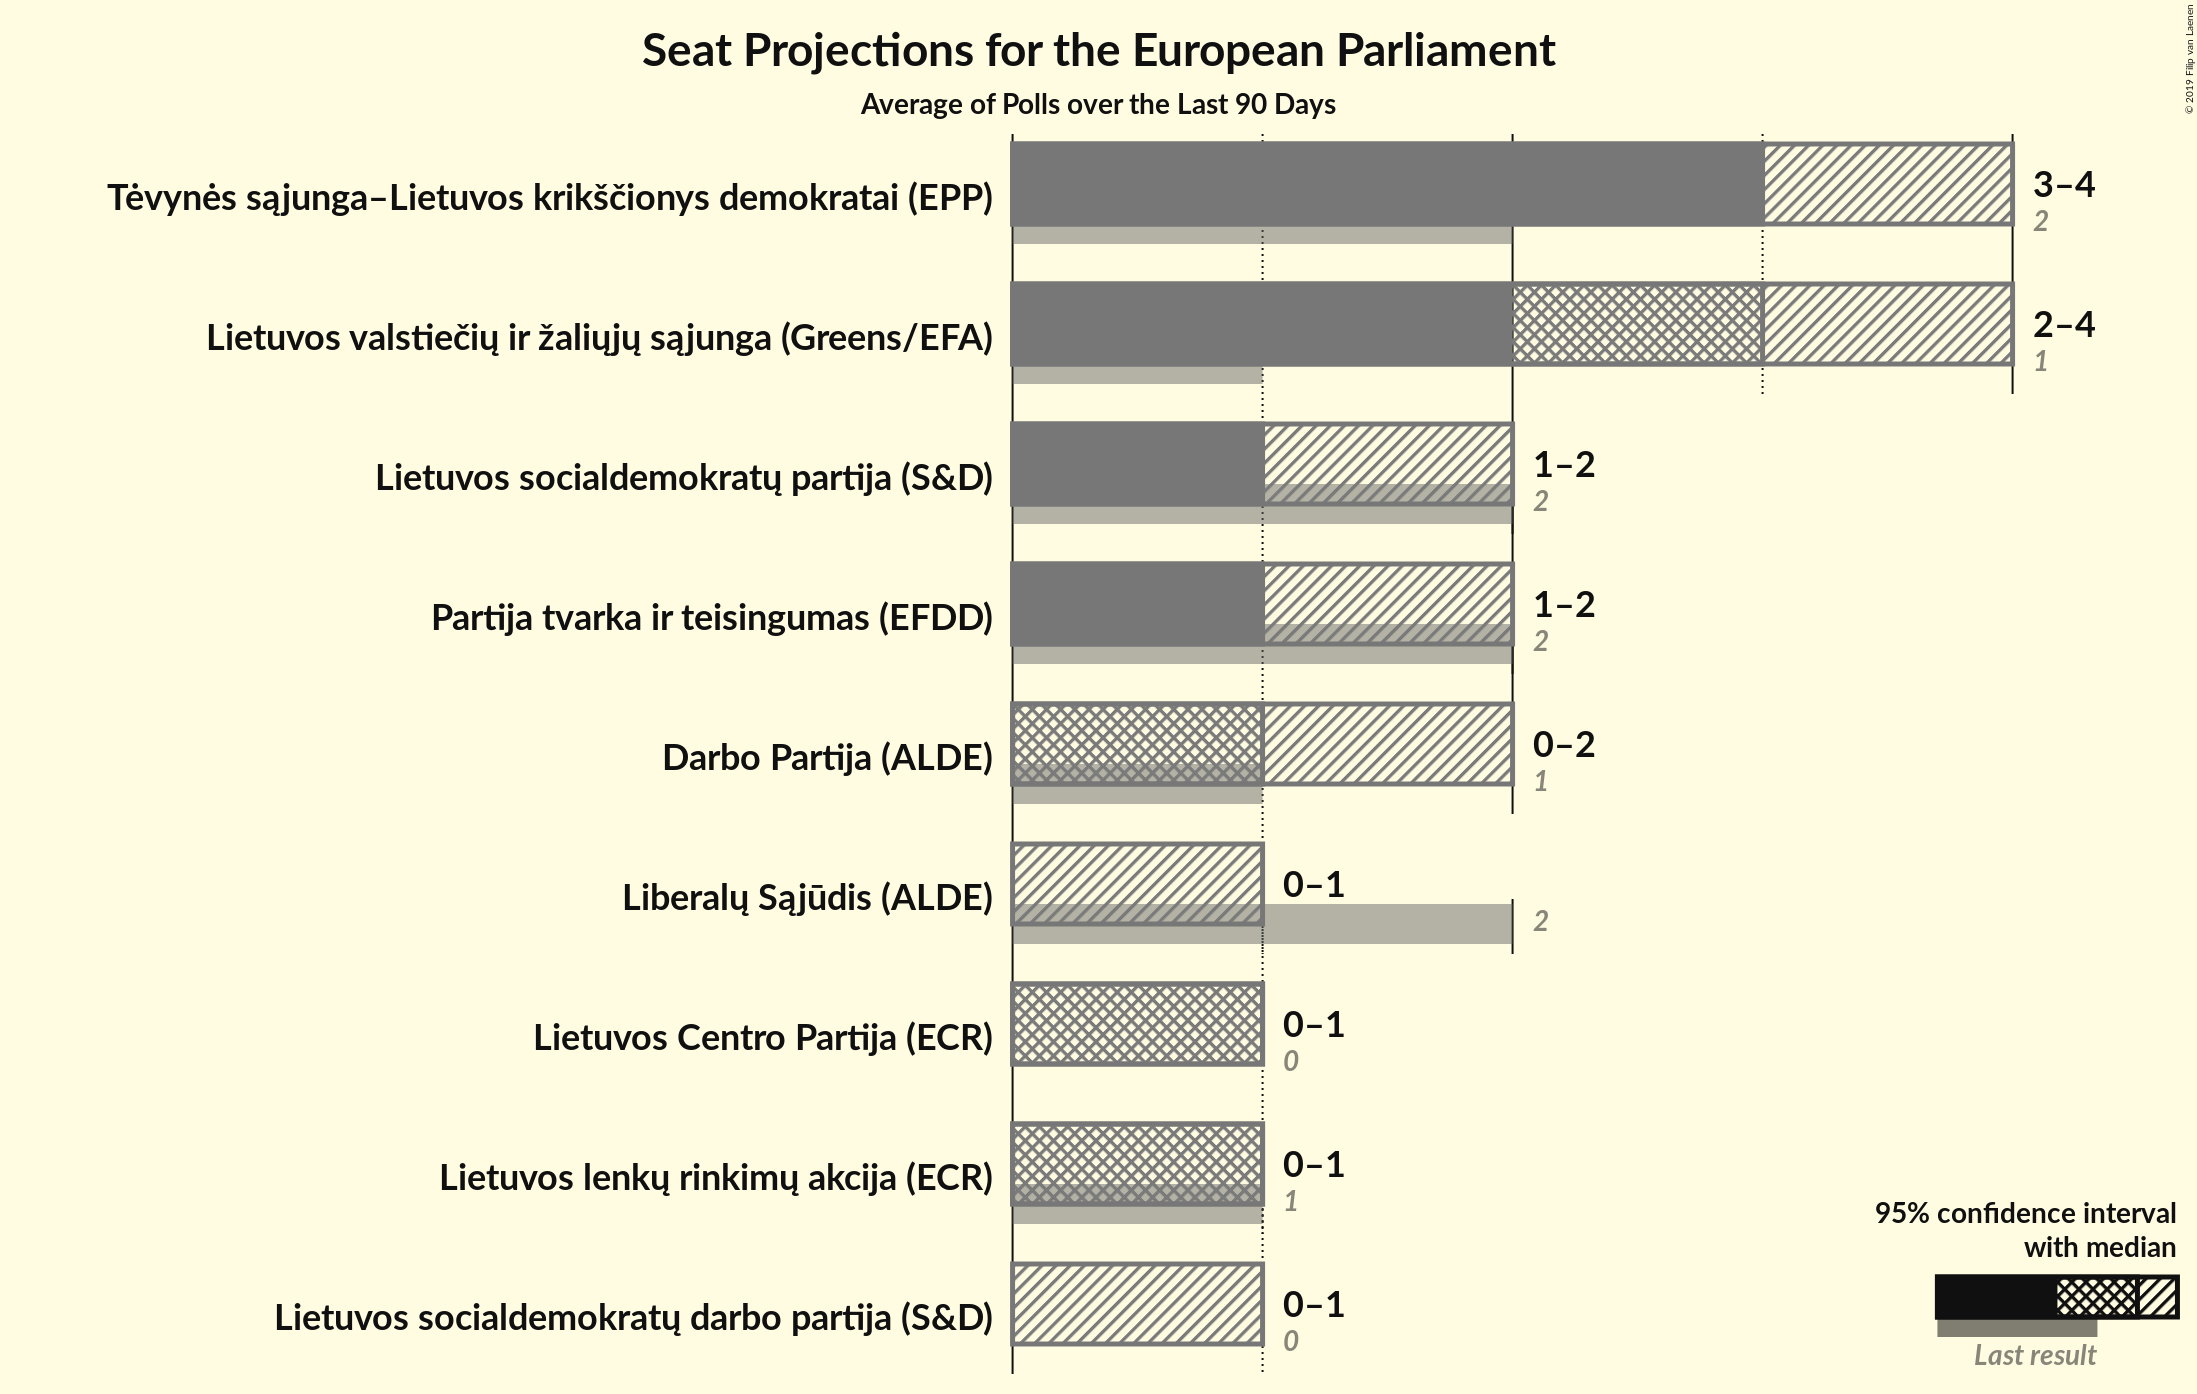 Seat Projections for the European Parliament
Average of Polls over the Last 90 Days
© 2019 Filip van Laenen
Tėvynės sąjunga–Lietuvos krikščionys demokratai (EPP)
3–4
2
Lietuvos valstiečių ir žaliųjų sąjunga (Greens/EFA)
2–4
1
Lietuvos socialdemokratų partija (S&D)
1–2
2
Partija tvarka ir teisingumas (EFDD)
1–2
2
Darbo Partija (ALDE)
0–2
1
Liberalų Sąjūdis (ALDE)
0–1
2
Lietuvos Centro Partija (ECR)
0–1
0
Lietuvos lenkų rinkimų akcija (ECR)
0–1
1
Lietuvos socialdemokratų darbo partija (S&D)
0–1
0
95% confidence interval
with median
Last result